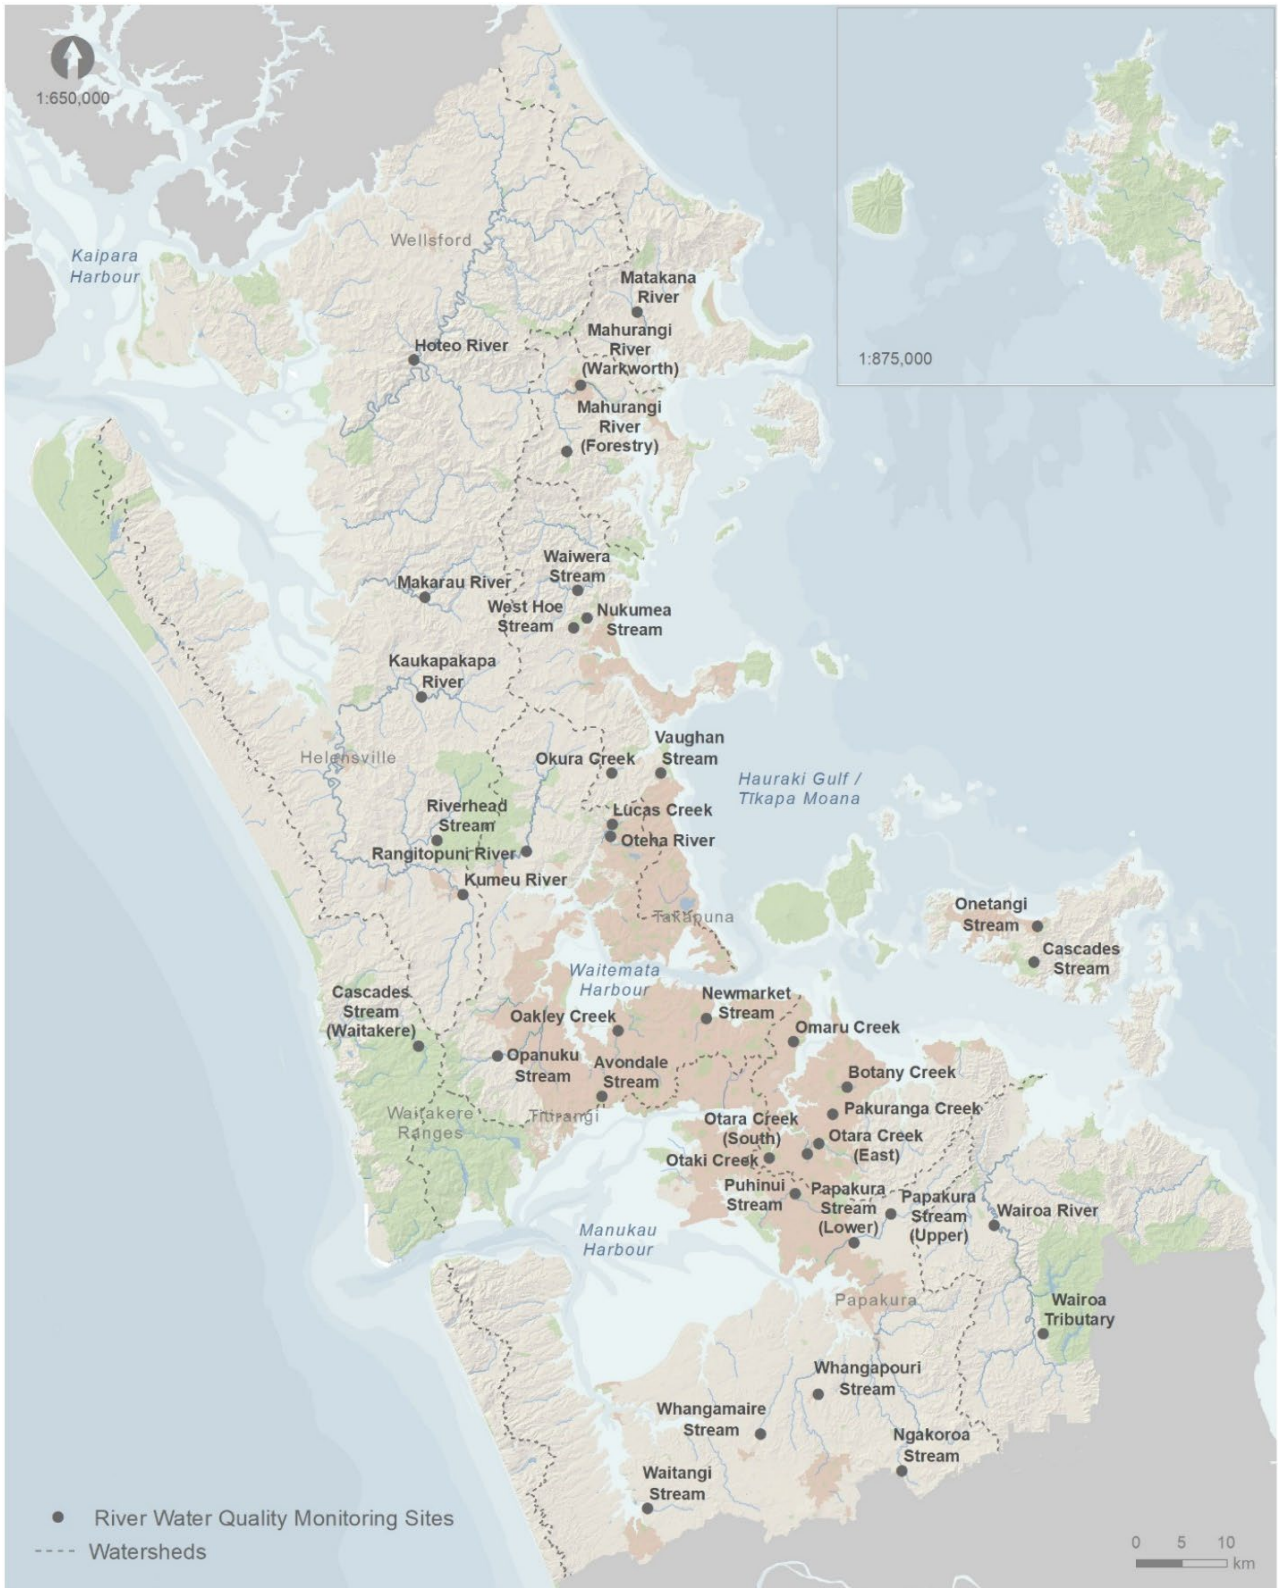 1:650,000
1:875,000
Kaipara
Harbour
Wellsford
Matakana
River
Mahurangi
River
(Warkworth)
Hoteo River
Mahurangi
River
(Forestry)
Waiwera
Stream
Makarau River
West Hoe
Stream
Nukumea
Stream
Kaukapakapa
River
Helensville
Okura Creek
Vaughan
Stream
Hauraki Gulf /
Tīkapa Moana
Riverhead
Stream
Lucas Creek
Oteha River
Rangitopuni River
Kumeu River
Takapuna
Onetangi
Stream
Cascades
Stream
Waitemata
Harbour
Cascades
Stream
(Waitakere)
Newmarket
Stream
Oakley Creek
Omaru Creek
Opanuku
Stream
Avondale
Stream
Botany Creek
Waitakere
Ranges
Titirangi
Pakuranga Creek
Otara Creek
(South)
Otara Creek
(East)
Otaki Creek
Puhinui
Stream
Papakura
Stream
(Lower)
Papakura
Stream
(Upper)
Wairoa River
Manukau
Harbour
Papakura
Wairoa
Tributary
Whangapouri
Stream
Whangamaire
Stream
Ngakoroa
Stream
Waitangi
Stream
River Water Quality Monitoring Sites
Watersheds
0 5 10
km